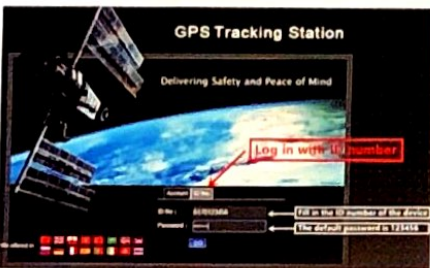 GPS Tracking Station
Delivering Safety and Peace of Mind
Log in with ID number
Account ID No.
ID No :
Fill in the ID number of the device
Password :
The default password is 123456